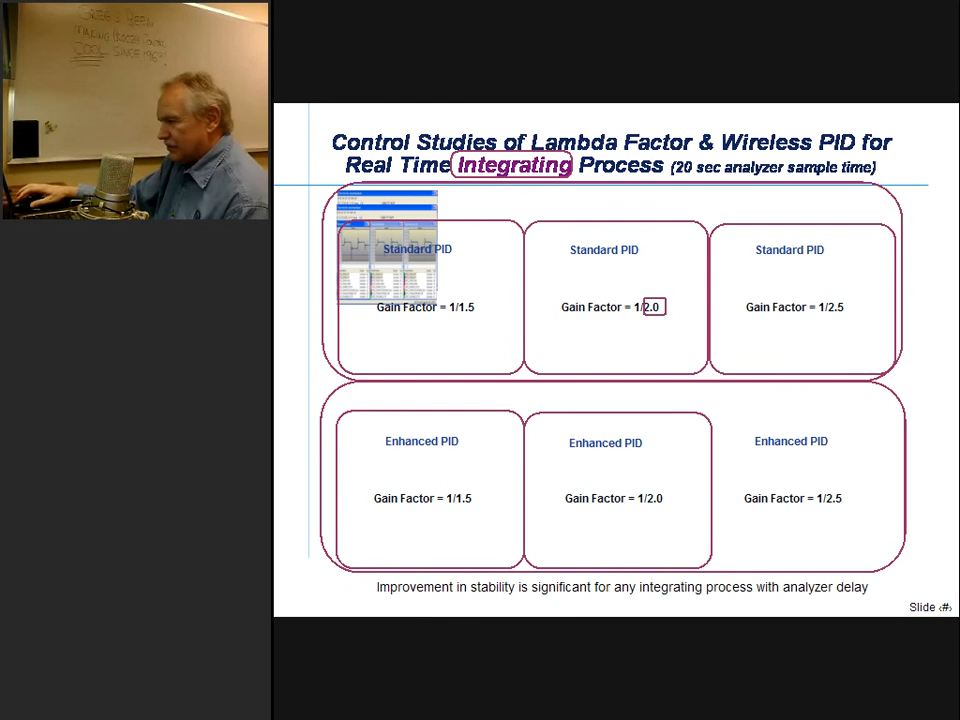 MAKING
COOL SINCE
Control Studies of Lambda Factor & Wireless PID for
Real Time Integrating Process (20 sec analyzer sample time)
Standard PID
Standard PID
Standard PID
Gain Factor = 1/1.5
Gain Factor = 1/2.0
Gain Factor = 1/2.5
Enhanced PID
Enhanced PID
Enhanced PID
Gain Factor = 1/1.5
Gain Factor = 1/2.0
Gain Factor = 1/2.5
Improvement in stability is significant for any integrating process with analyzer delay
Slide ‹#›